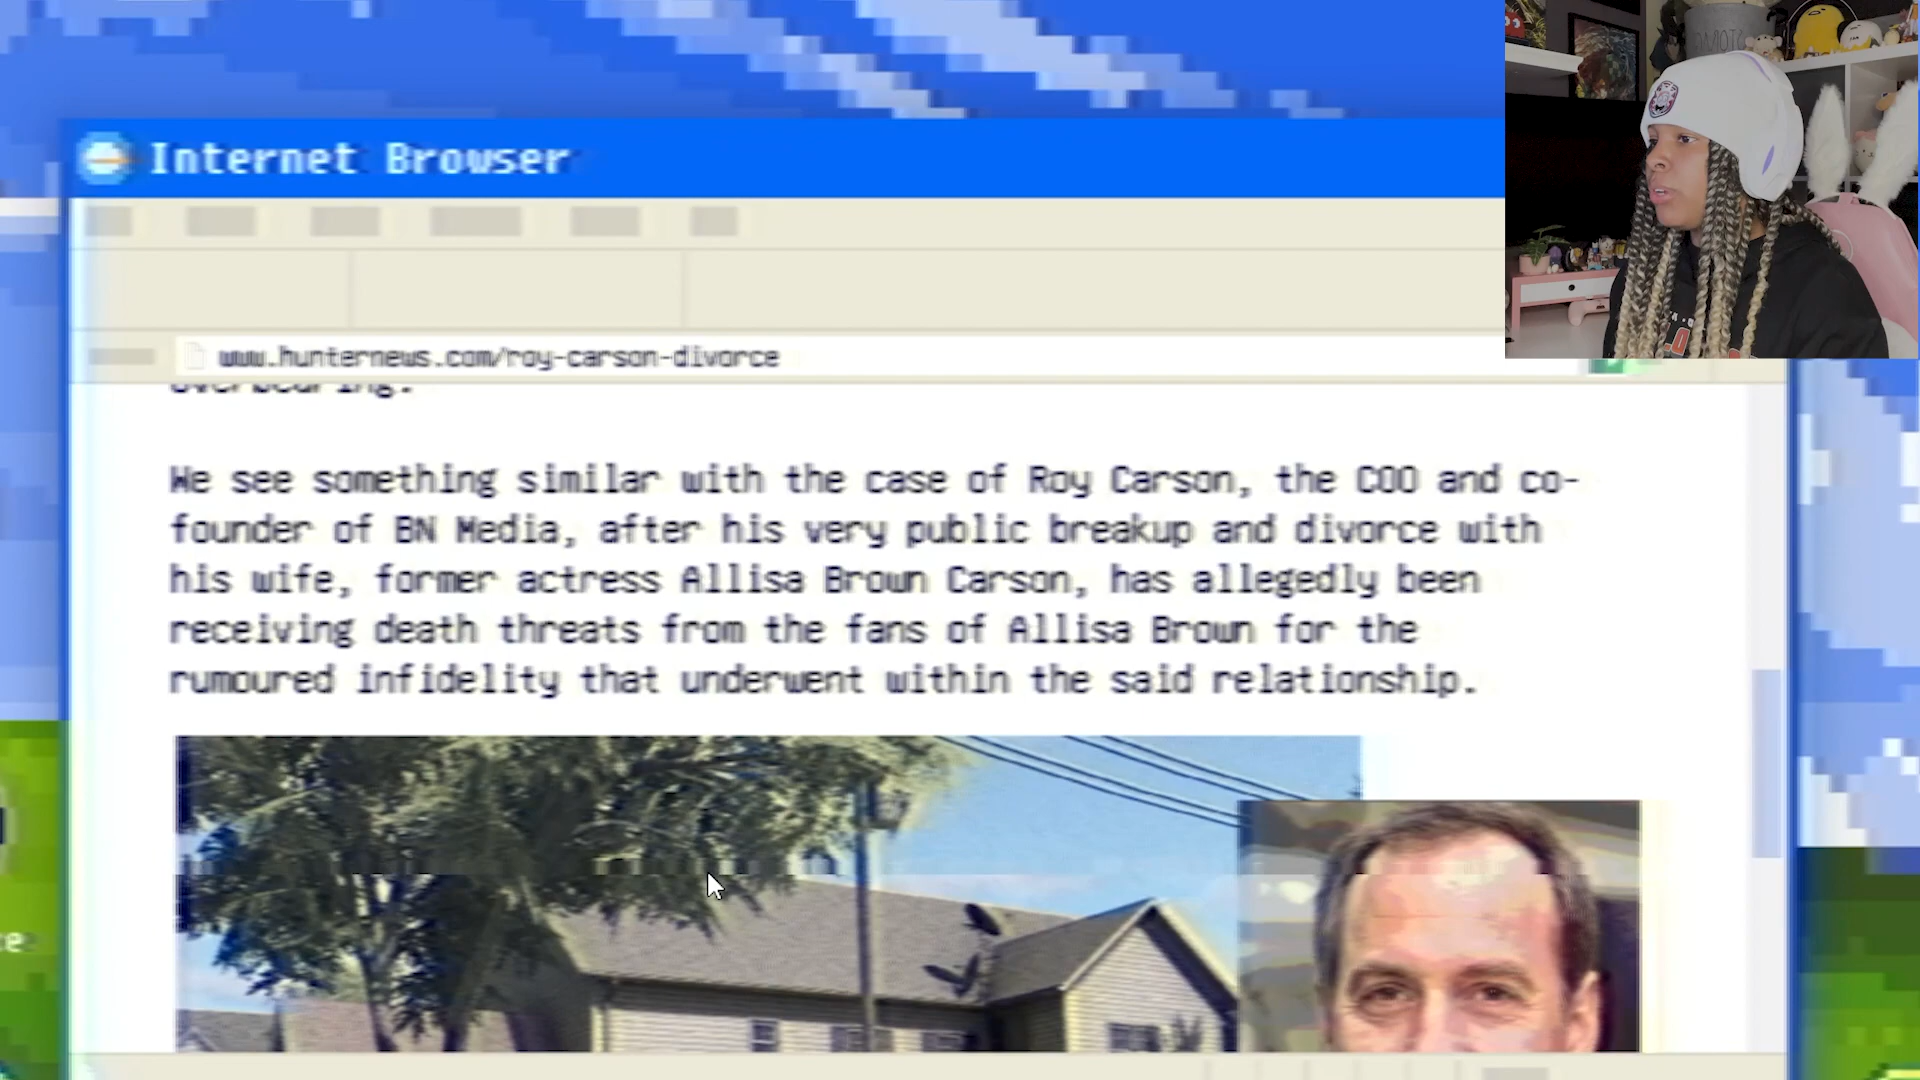 Internet Browser
www.hunternews.com/roy-carson-divorce
overbearing.
We see something similar with the case of Roy Carson, the COO and co-
founder of BN Media, after his very public breakup and divorce with
his wife, former actress Allisa Brown Carson, has allegedly been
receiving death threats from the fans of Allisa Brown for the
rumoured infidelity that underwent within the said relationship.